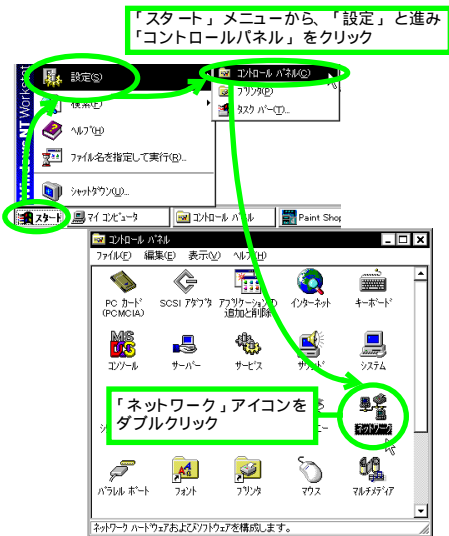 「スタート」メニューから、「設定」と進み
「コントロールパネル」をクリック
設定(S)
検索(F)
ヘルプ(H)
ファイル名を指定して実行(R)...
シャットダウン(U)...
コントロール パネル(C)
プリンタ(P)
タスク バー(T)...
スタート
マイ コンピュータ
コントロール パネル
Paint Shop
コントロール パネル
ファイル(F) 編集(E) 表示(V) ヘルプ(H)
PC カード (PCMCIA)
SCSI アダプタ
アプリケーションの追加と削除
インターネット
キーボード
コンソール
サーバー
サービス
サウンド
システム
「ネットワーク」アイコンを
ダブルクリック
ネットワーク
パラレル ポート
フォント
プリンタ
マウス
マルチメディア
ネットワーク ハードウェアおよびソフトウェアを構成します。